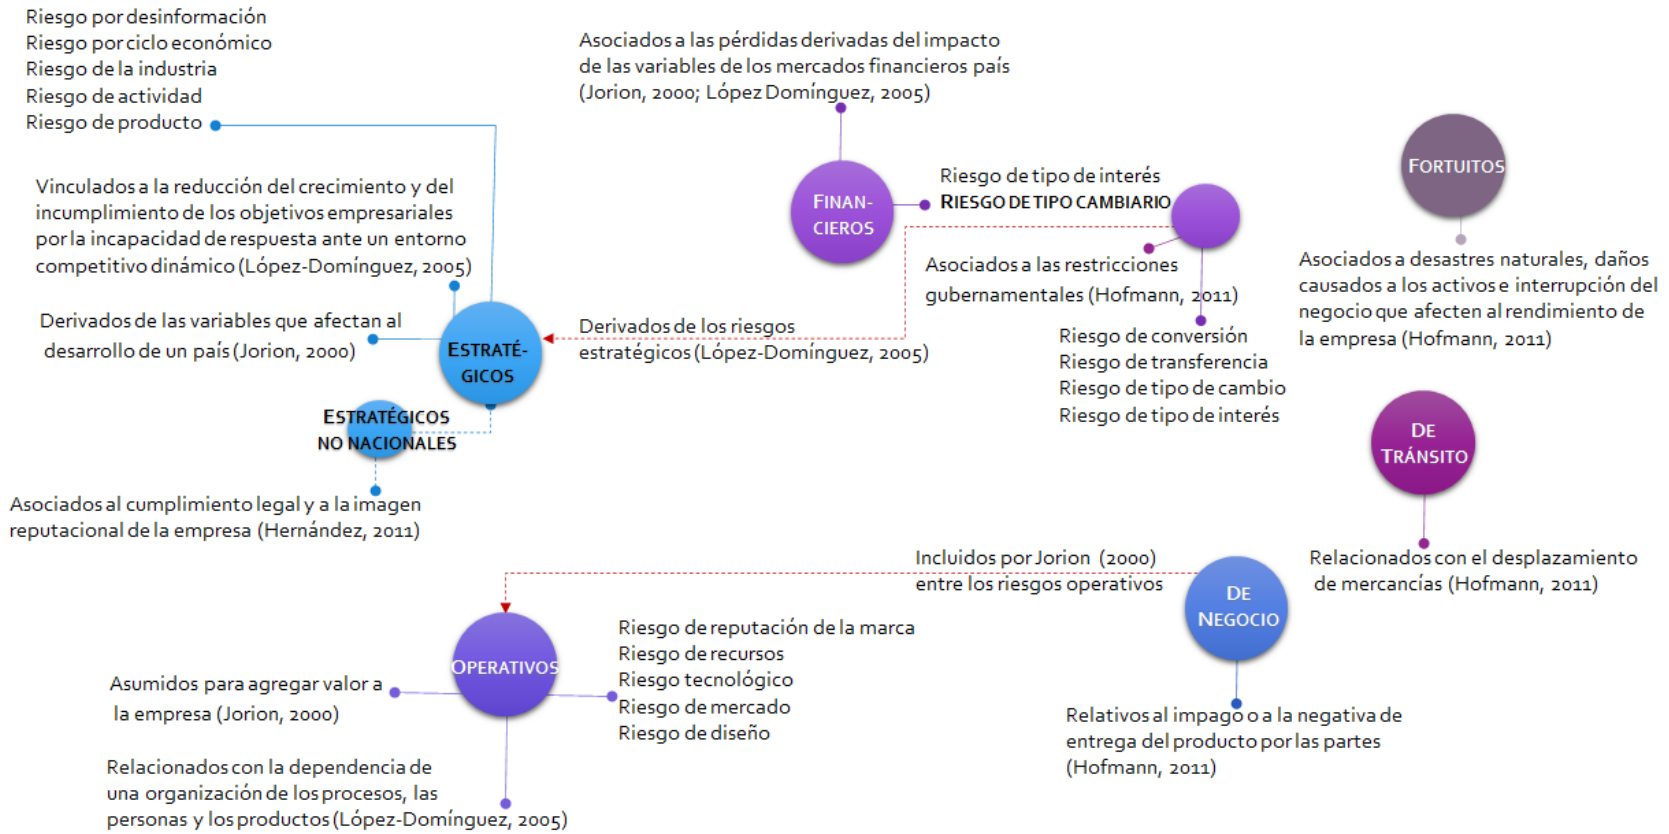 Riesgo por desinformación
Riesgo por ciclo económico
Riesgo de la industria
Riesgo de actividad
Riesgo de producto
Vinculados a la reducción del crecimiento y del
incumplimiento de los objetivos empresariales
por la incapacidad de respuesta ante un entorno
competitivo dinámico (López-Domínguez, 2005)
Derivados de las variables que afectan al
desarrollo de un país (Jorion, 2000)
ESTRATÉ-
GICOS
ESTRATÉGICOS
NO NACIONALES
Asociados al cumplimiento legal y a la imagen
reputacional de la empresa (Hernández, 2011)
Asociados a las pérdidas derivadas del impacto
de las variables de los mercados financieros país
(Jorion, 2000; López Domínguez, 2005)
FINAN-
CIEROS
Riesgo de tipo de interés
RIESGO DE TIPO CAMBIARIO
Asociados a las restricciones
gubernamentales (Hofmann, 2011)
Derivados de los riesgos
estratégicos (López-Domínguez, 2005)
Riesgo de conversión
Riesgo de transferencia
Riesgo de tipo de cambio
Riesgo de tipo de interés
FORTUITOS
Asociados a desastres naturales, daños
causados a los activos e interrupción del
negocio que afecten al rendimiento de
la empresa (Hofmann, 2011)
DE
TRÁNSITO
Relacionados con el desplazamiento
de mercancías (Hofmann, 2011)
Incluidos por Jorion (2000)
entre los riesgos operativos
DE
NEGOCIO
Relativos al impago o a la negativa de
entrega del producto por las partes
(Hofmann, 2011)
OPERATIVOS
Riesgo de reputación de la marca
Riesgo de recursos
Riesgo tecnológico
Riesgo de mercado
Riesgo de diseño
Asumidos para agregar valor a
la empresa (Jorion, 2000)
Relacionados con la dependencia de
una organización de los procesos, las
personas y los productos (López-Domínguez, 2005)